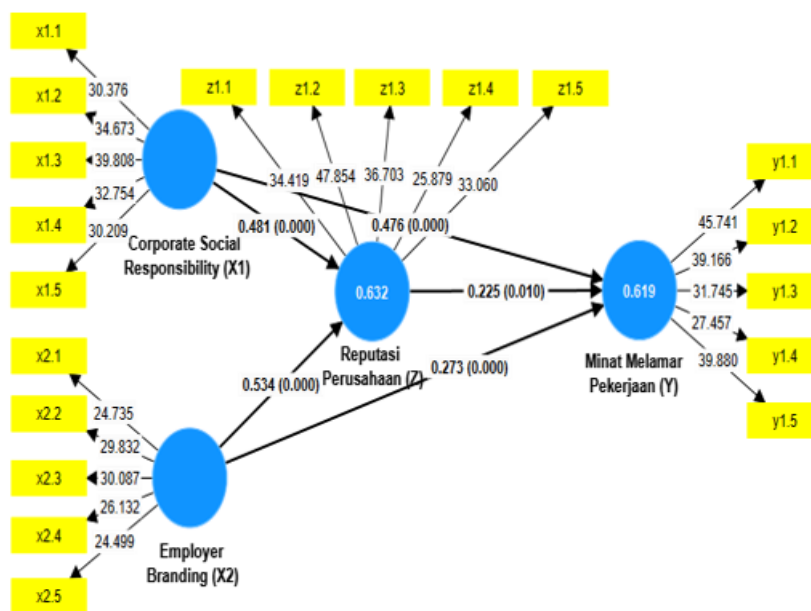 x1.1
x1.2
x1.3
x1.4
x1.5
30.376
34.673
39.808
32.754
30.209
Corporate Social
Responsibility (X1)
z1.1
z1.2
z1.3
z1.4
z1.5
34.419
47.854
36.703
25.879
33.060
0.481 (0.000)
0.476 (0.000)
0.632
Reputasi
Perusahaan (Z)
0.225 (0.010)
0.534 (0.000)
0.273 (0.000)
0.619
Minat Melamar
Pekerjaan (Y)
45.741
39.166
31.745
27.457
39.880
y1.1
y1.2
y1.3
y1.4
y1.5
x2.1
x2.2
x2.3
x2.4
x2.5
24.735
29.832
30.087
26.132
24.499
Employer
Branding (X2)